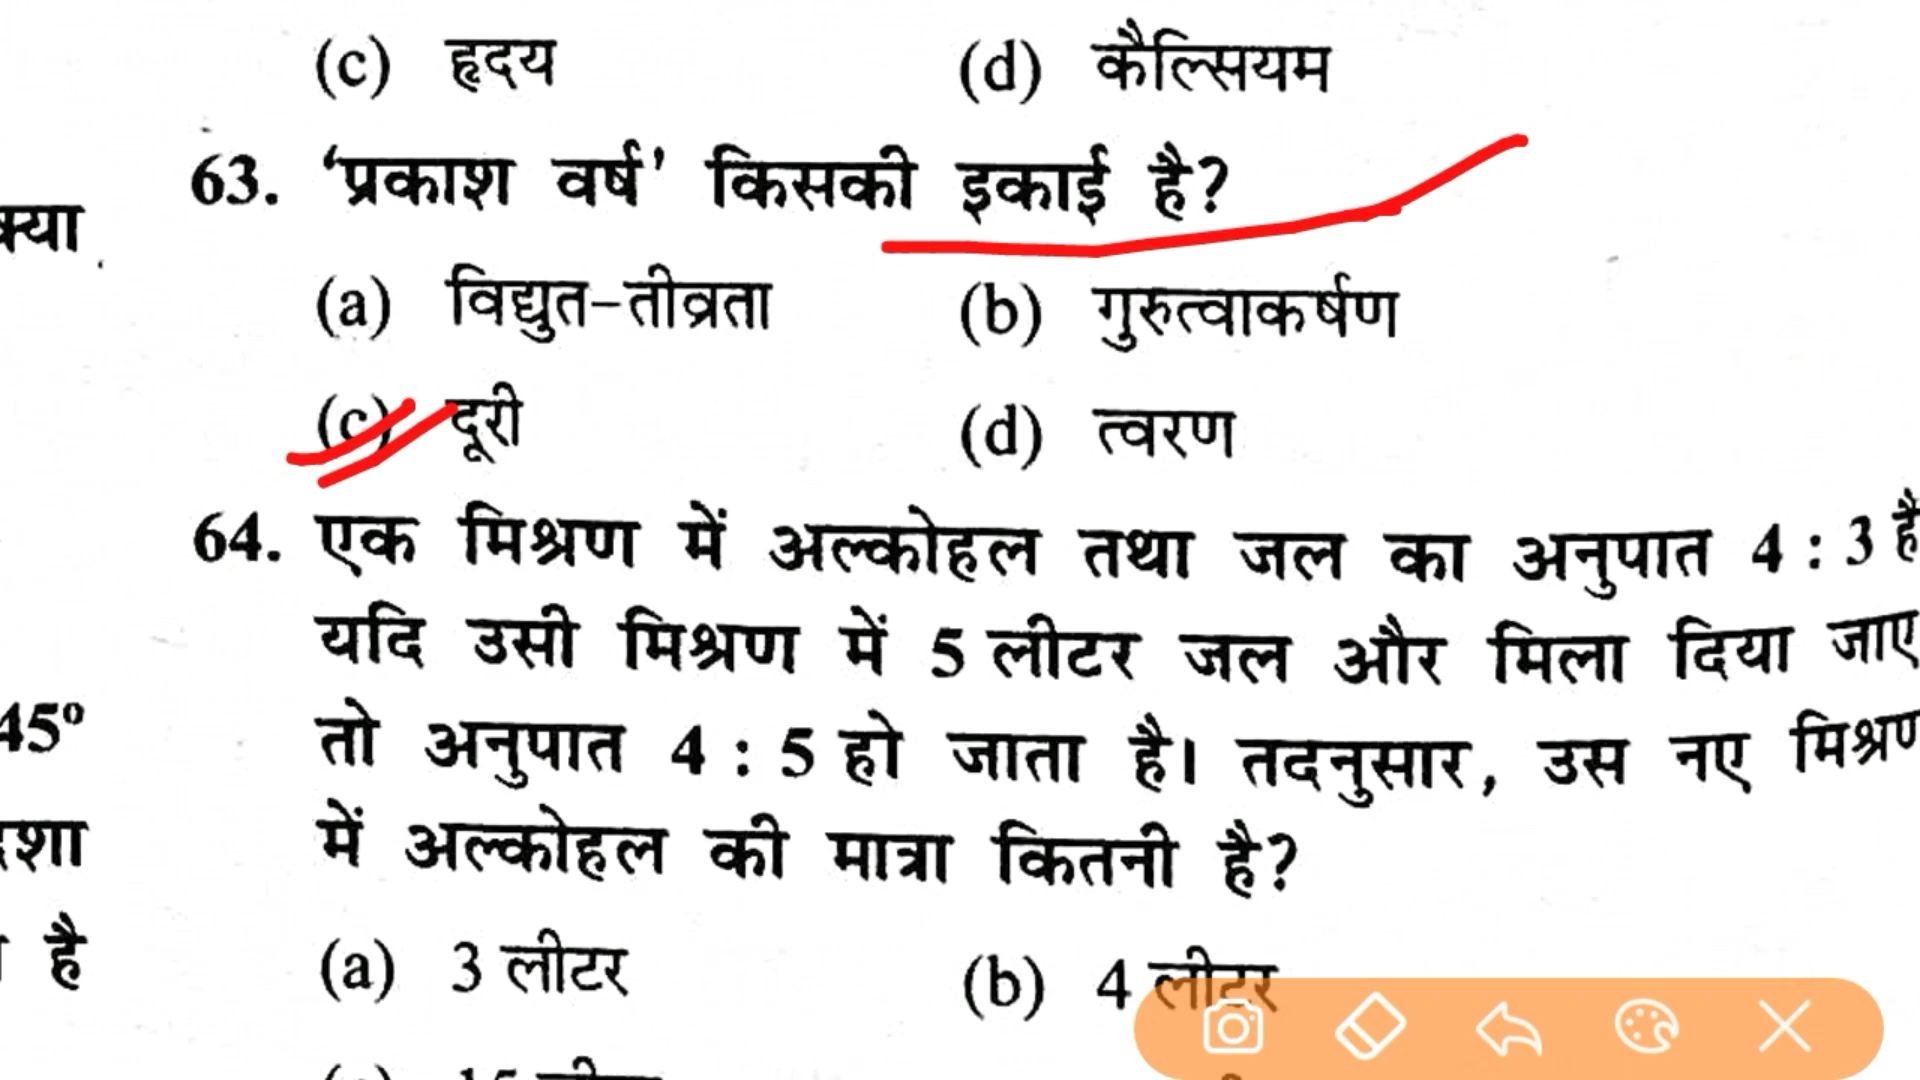 (c) हृदय (d) कैल्सियम
63. ‘प्रकाश वर्ष’ किसकी इकाई है?
क्या
(a) विद्युत–तीव्रता (b) गुरुत्वाकर्षण
(c) दूरी (d) त्वरण
64. एक मिश्रण में अल्कोहल तथा जल का अनुपात 4 : 3 है
यदि उसी मिश्रण में 5 लीटर जल और मिला दिया जाए
45°
तो अनुपात 4 : 5 हो जाता है। तदनुसार, उस नए मिश्रण
में अल्कोहल की मात्रा कितनी है?
है
(a) 3 लीटर (b) 4 लीटर